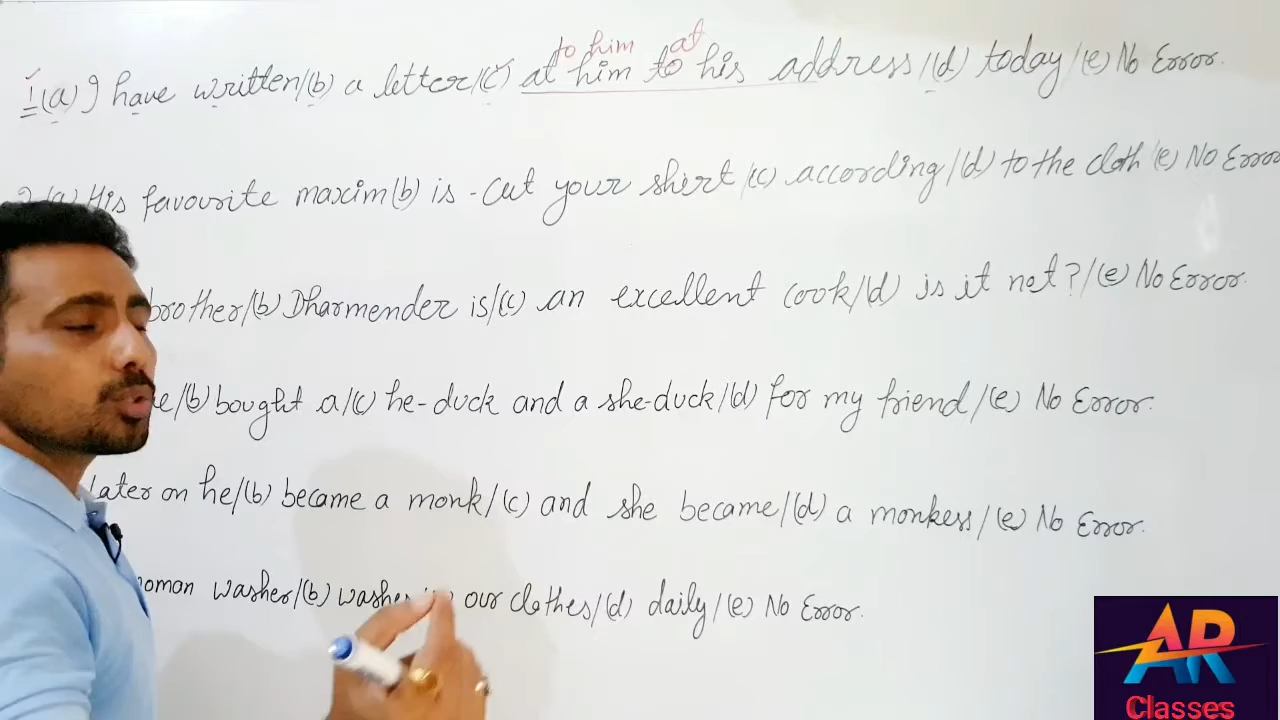 to him at
1 (a) I have written/(b) a letter/(c) at him to his address/(d) today/(e) No Error.
(a) His favourite maxim(b) is - Cut your shirt/(c) according/(d) to the cloth/(e) No Error
brother/(b) Dharmender is/(c) an excellent cook/(d) is it not?/(e) No Error.
/(b) bought a/(c) he-duck and a she-duck/(d) for my friend/(e) No Error.
Later on he/(b) became a monk/(c) and she became/(d) a monkess/(e) No Error.
washer/(b) our clothes/(d) daily/(e) No Error.
AR
Classes